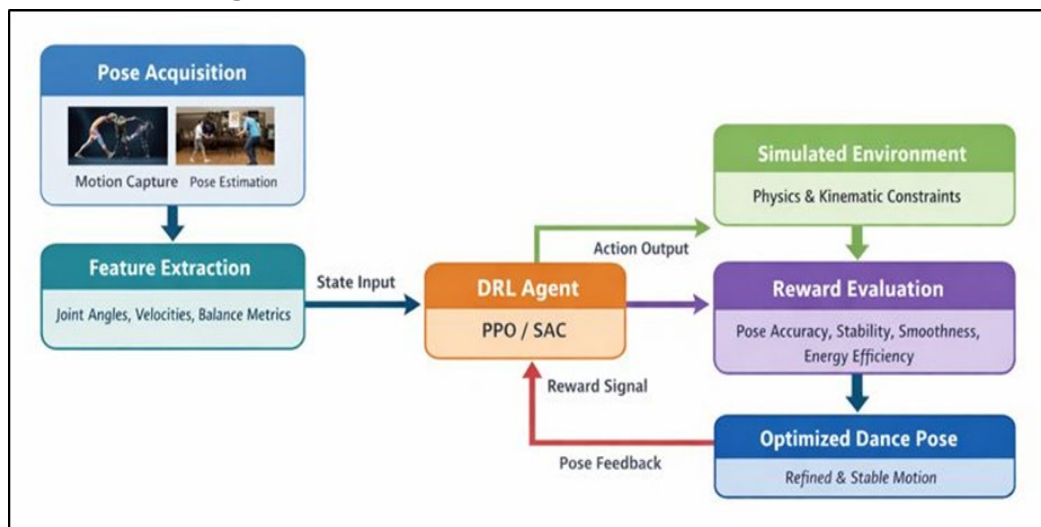 Pose Acquisition
Motion Capture
Pose Estimation
Feature Extraction
Joint Angles, Velocities, Balance Metrics
State Input
DRL Agent
PPO / SAC
Action Output
Simulated Environment
Physics & Kinematic Constraints
Reward Evaluation
Pose Accuracy, Stability, Smoothness,
Energy Efficiency
Reward Signal
Pose Feedback
Optimized Dance Pose
Refined & Stable Motion